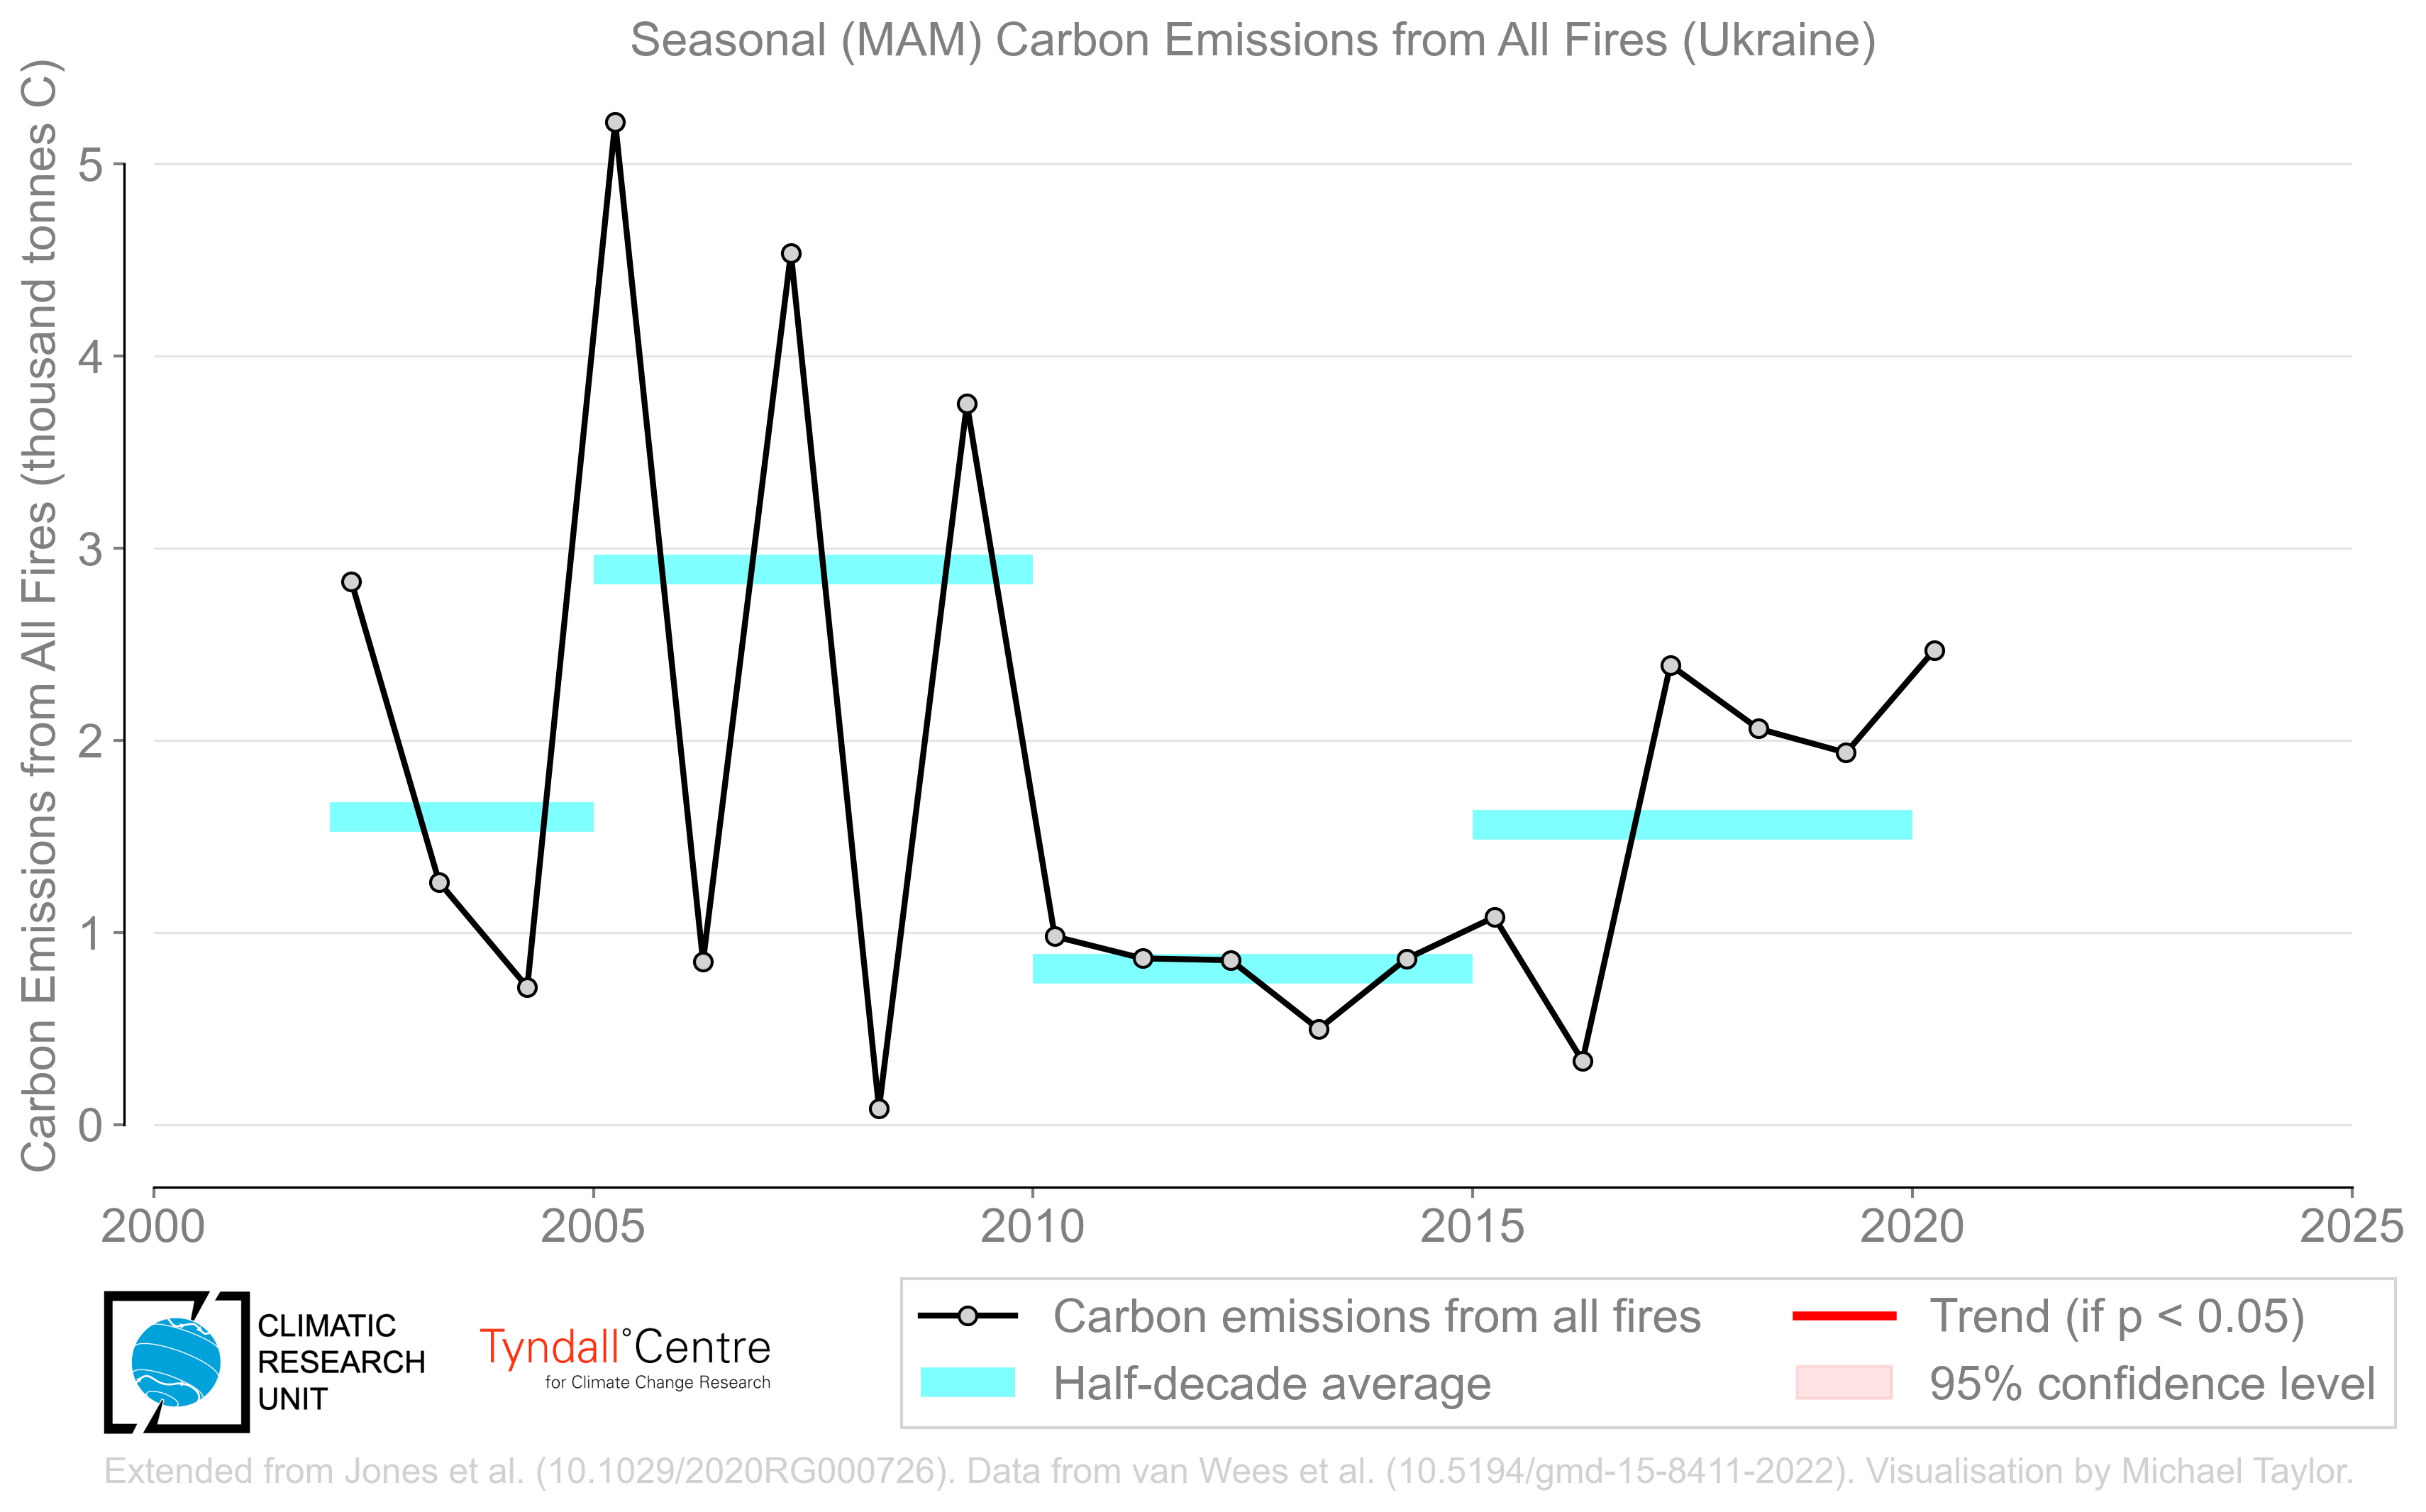 Seasonal (MAM) Carbon Emissions from All Fires (Ukraine)
Carbon Emissions from All Fires (thousand tonnes C)
5
4
3
2
1
0
2000 2005 2010 2015 2020 2025
CLIMATIC
RESEARCH
UNIT
Tyndall°Centre
for Climate Change Research
Carbon emissions from all fires
Half-decade average
Trend (if p < 0.05)
95% confidence level
Extended from Jones et al. (10.1029/2020RG000726). Data from van Wees et al. (10.5194/gmd-15-8411-2022). Visualisation by Michael Taylor.